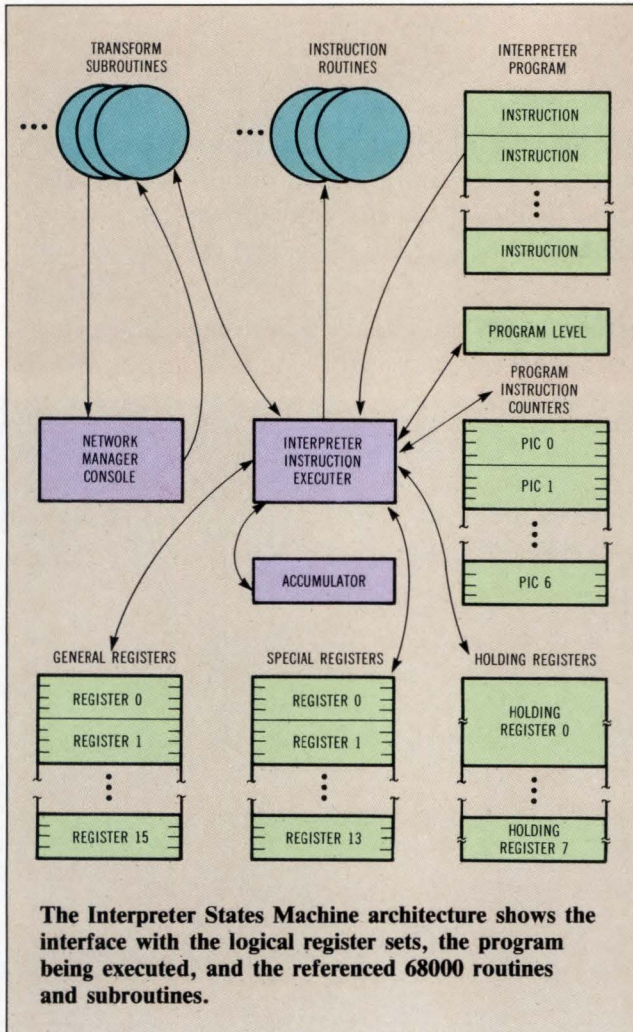 TRANSFORM
SUBROUTINES
INSTRUCTION
ROUTINES
INTERPRETER
PROGRAM
INSTRUCTION
INSTRUCTION
INSTRUCTION
PROGRAM LEVEL
PROGRAM
INSTRUCTION
COUNTERS
NETWORK
MANAGER
CONSOLE
INTERPRETER
INSTRUCTION
EXECUTER
PIC 0
PIC 1
PIC 6
ACCUMULATOR
GENERAL REGISTERS
REGISTER 0
REGISTER 1
REGISTER 15
SPECIAL REGISTERS
REGISTER 0
REGISTER 1
REGISTER 13
HOLDING REGISTERS
HOLDING
REGISTER 0
HOLDING
REGISTER 7
The Interpreter States Machine architecture shows the
interface with the logical register sets, the program
being executed, and the referenced 68000 routines
and subroutines.